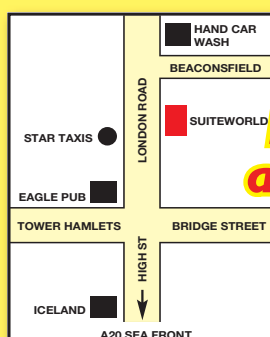 HAND CAR
WASH
BEACONSFIELD
LONDON ROAD
SUITEWORLD
STAR TAXIS
EAGLE PUB
TOWER HAMLETS
BRIDGE STREET
HIGH ST
ICELAND
A20 SEA FRONT